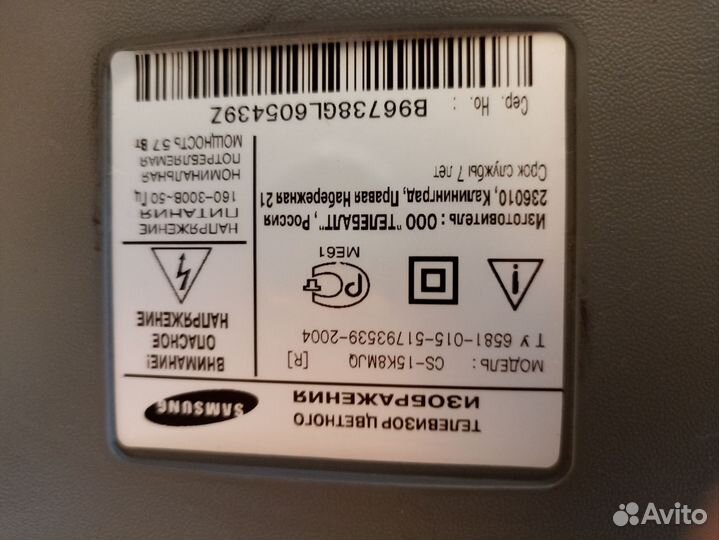 ТЕЛЕВИЗОР ЦВЕТНОГО
ИЗОБРАЖЕНИЯ
SAMSUNG
МОДЕЛЬ : CS-15K8MJQ [R]
ТУ 6581-015-51793539-2004
ВНИМАНИЕ!
ОПАСНОЕ
НАПРЯЖЕНИЕ
МЕ61
НАПРЯЖЕНИЕ
ПИТАНИЯ
160-300В~50Гц
НОМИНАЛЬНАЯ
ПОТРЕБЛЯЕМАЯ
МОЩНОСТЬ 57 Вт
Изготовитель : ООО "ТЕЛЕБАЛТ", Россия
236010, Калининград, Правая Набережная 21
Срок службы 7 лет
Сер. Но. : B96738GL605439Z
Avito